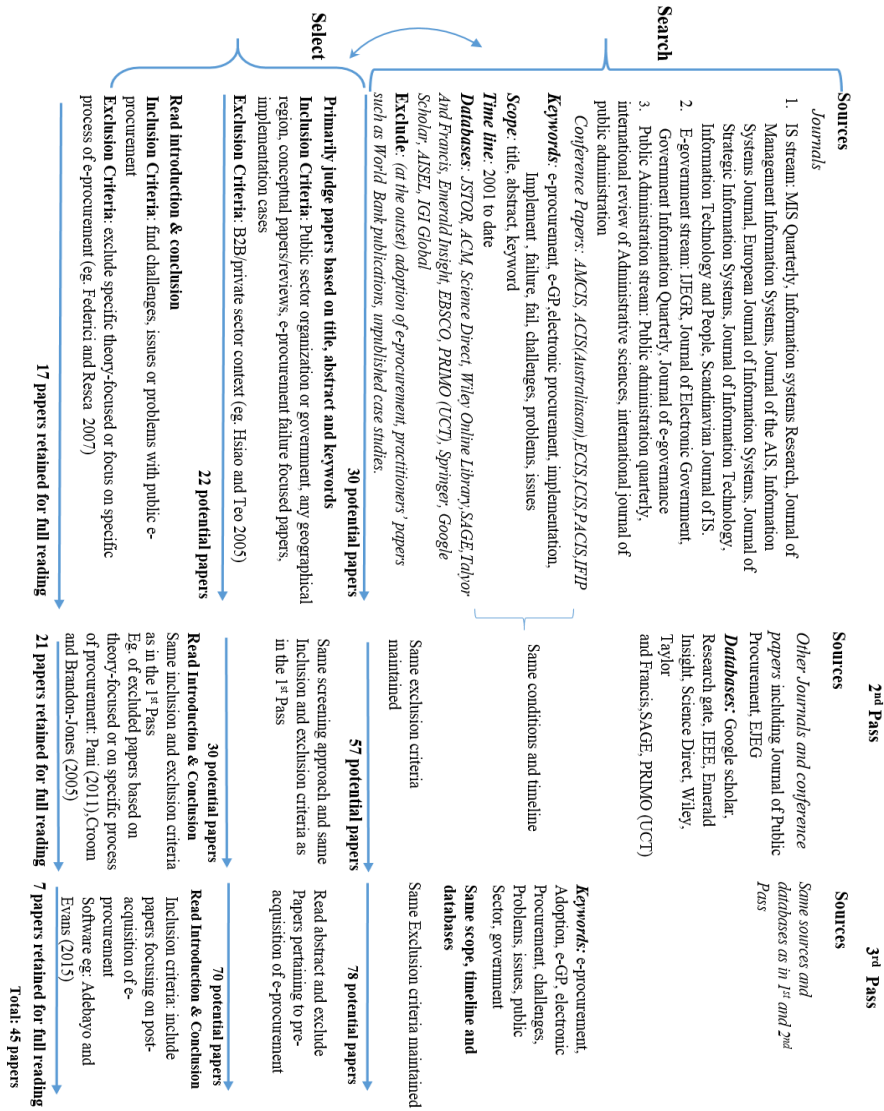 Search
Select
Sources
Journals
1. IS stream: MIS Quarterly, Information systems Research, Journal of
Management Information Systems, Journal of the AIS, Information
Systems Journal, European Journal of Information Systems, Journal of
Strategic Information Systems, Journal of Information Technology,
Information Technology and People, Scandinavian Journal of IS.
2. E-government stream: IJEGR, Journal of Electronic Government,
Government Information Quarterly, Journal of e-governance
3. Public Administration stream: Public administration quarterly,
international review of Administrative sciences, international journal of
public administration
Conference Papers: AMCIS, ACIS(Australiasan),ECIS,ICIS,PACIS,IFIP
Keywords: e-procurement, e-GP,electronic procurement, implementation,
Implement , failure, fail, challenges, problems, issues
Scope: title, abstract, keyword
Time line: 2001 to date
Databases: JSTOR, ACM, Science Direct, Wiley Online Library,SAGE,Talyor
And Francis, Emerald Insight, EBSCO, PRIMO (UCT), Springer, Google
Scholar, AISEL, IGI Global
Exclude: (at the outset) adoption of e-procurement, practitioners' papers
such as World Bank publications, unpublished case studies.
30 potential papers
Primarily judge papers based on title, abstract and keywords
Inclusion Criteria: Public sector organization or government, any geographical
region, conceptual papers/reviews, e-procurement failure focused papers,
implementation cases
Exclusion Criteria: B2B/private sector context (eg. Hsiao and Teo 2005)
22 potential papers
Read introduction & conclusion
Inclusion Criteria: find challenges, issues or problems with public e-
procurement
Exclusion Criteria: exclude specific theory-focused or focus on specific
process of e-procurement (eg. Federici and Resca 2007)
17 papers retained for full reading
2nd Pass
Sources
Other Journals and conference
papers including Journal of Public
Procurement, EJEG
Databases: Google scholar,
Research gate, IEEE, Emerald
Insight, Science Direct, Wiley,
Taylor
and Francis,SAGE, PRIMO (UCT)
Same conditions and timeline
Same exclusion criteria
maintained
57 potential papers
Same screening approach and same
Inclusion and exclusion criteria as
in the 1st Pass
30 potential papers
Read Introduction & Conclusion
Same inclusion and exclusion criteria
as in the 1st Pass
Eg. of excluded papers based on
theory-focused or on specific process
of procurement: Pani (2011),Croom
and Brandon-Jones (2005)
21 papers retained for full reading
3rd Pass
Sources
Same sources and
databases as in 1st and 2nd
Pass
Keywords: e-procurement,
Adoption, e-GP, electronic
Procurement, challenges,
Problems, issues, public
Sector, government
Same scope, timeline and
databases
Same Exclusion criteria maintained
78 potential papers
Read abstract and exclude
Papers pertaining to pre-
acquisition of e-procurement
70 potential papers
Read Introduction & Conclusion
Inclusion criteria: include
papers focusing on post-
acquisition of e-
procurement
Software eg: Adebayo and
Evans (2015)
7 papers retained for full reading
Total: 45 papers